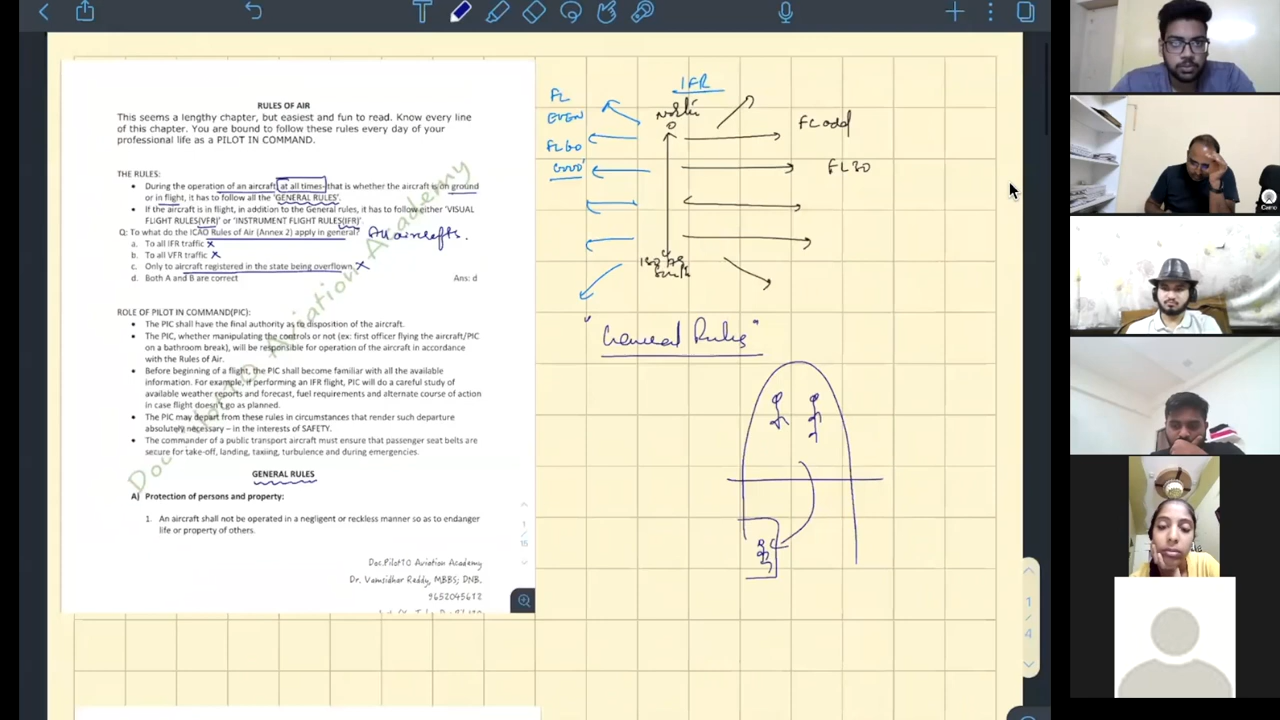 RULES OF AIR
This seems a lengthy chapter, but easiest and fun to read. Know every line
of this chapter. You are bound to follow these rules every day of your
professional life as a PILOT IN COMMAND.
THE RULES:
• During the operation of an aircraft at all times- that is whether the aircraft is on ground
or in flight, it has to follow all the 'GENERAL RULES'.
• If the aircraft is in flight, in addition to the General rules, it has to follow either 'VISUAL
FLIGHT RULES(VFR)' or 'INSTRUMENT FLIGHT RULES(IFR)'.
Q: To what do the ICAO Rules of Air (Annex 2) apply in general?
All aircrafts.
a. To all IFR traffic x
b. To all VFR traffic x
c. Only to aircraft registered in the state being overflown x
d. Both A and B are correct
Ans: d
ROLE OF PILOT IN COMMAND(PIC):
• The PIC shall have the final authority as to disposition of the aircraft.
• The PIC, whether manipulating the controls or not (ex: first officer flying the aircraft/PIC
on a bathroom break), will be responsible for operation of the aircraft in accordance
with the Rules of Air.
• Before beginning of a flight, the PIC shall become familiar with all the available
information. For example, if performing an IFR flight, PIC will do a careful study of
available weather reports and forecast, fuel requirements and alternate course of action
in case flight doesn't go as planned.
• The PIC may depart from these rules in circumstances that render such departure
absolutely necessary – in the interests of SAFETY.
• The commander of a public transport aircraft must ensure that passenger seat belts are
secure for take-off, landing, taxiing, turbulence and during emergencies.
GENERAL RULES
A) Protection of persons and property:
1. An aircraft shall not be operated in a negligent or reckless manner so as to endanger
life or property of others.
Doc.PilotTO Aviation Academy
Dr. Vamsidhar Reddy, MBBS; DNB.
9652045612
1
/
15
IFR
FL
EVEN
North
0
FL odd
FL60
FL30
"General Rules"
1
/
4